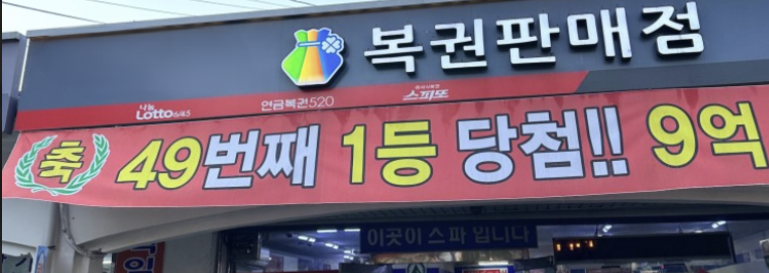 복권판매점
나눔 Lotto 6/45 연금복권520 스피또
축 49번째 1등 당첨!! 9억
이곳이 스파 입니다